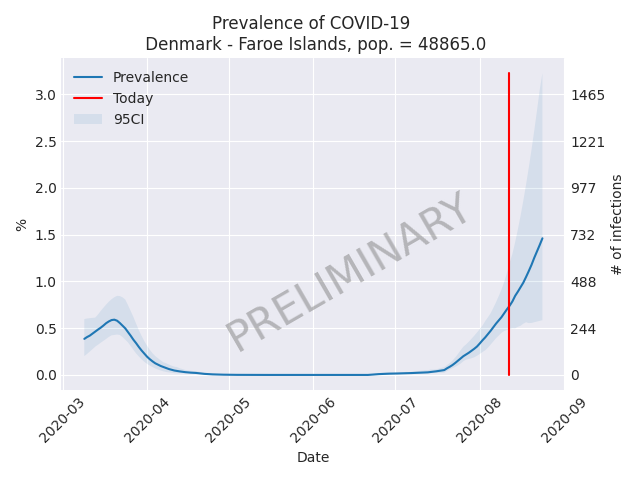 Prevalence of COVID-19
Denmark - Faroe Islands, pop. = 48865.0
Prevalence
Today
95CI
3.0
2.5
2.0
1.5
1.0
0.5
0.0
%
1465
1221
977
732
488
244
0
# of infections
PRELIMINARY
2020-03
2020-04
2020-05
2020-06
2020-07
2020-08
2020-09
Date